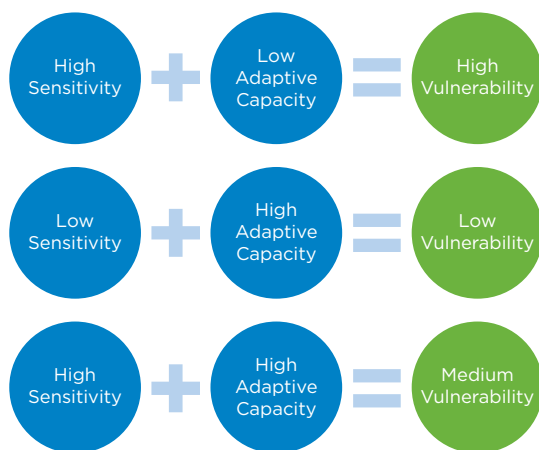 High
Sensitivity
Low
Adaptive
Capacity
High
Vulnerability
Low
Sensitivity
High
Adaptive
Capacity
Low
Vulnerability
High
Sensitivity
High
Adaptive
Capacity
Medium
Vulnerability